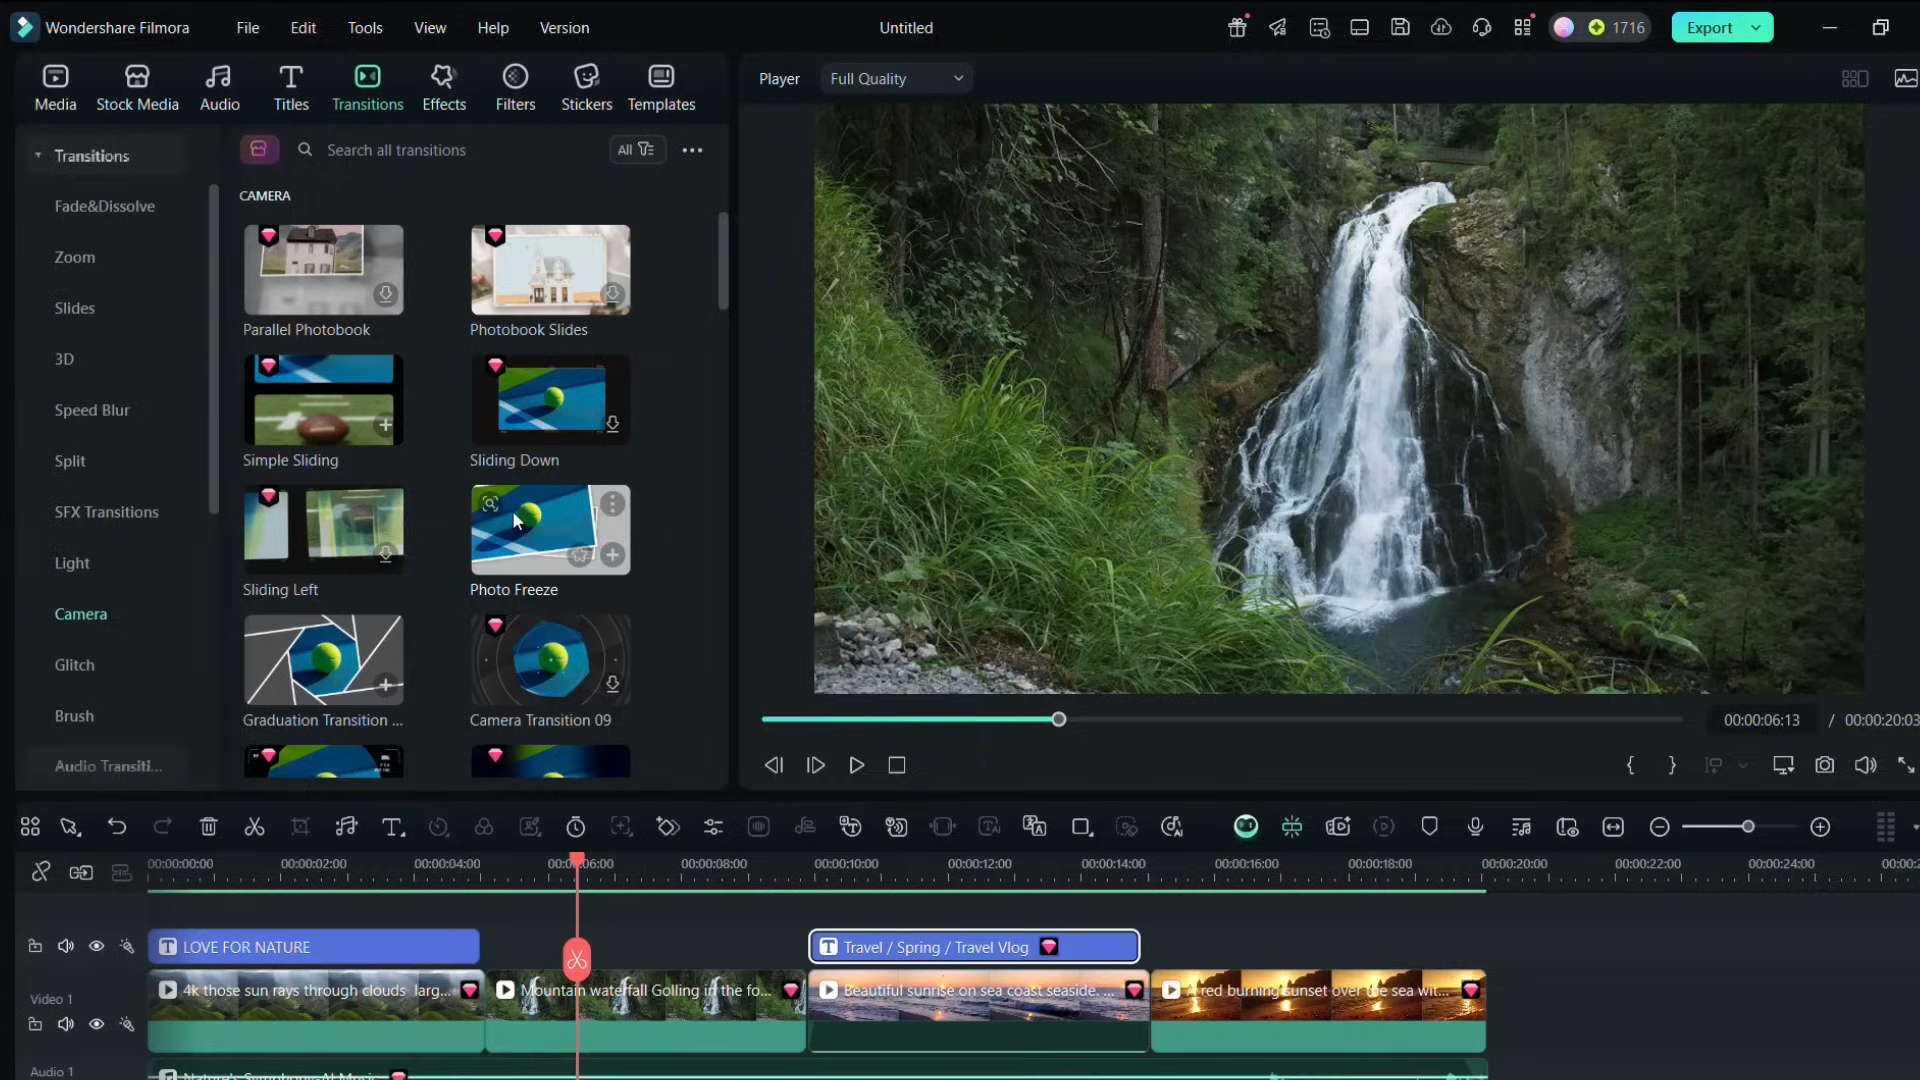 Wondershare Filmora
File
Edit
Tools
View
Help
Version
Untitled
1716
Export
Media
Stock Media
Audio
Titles
Transitions
Effects
Filters
Stickers
Templates
Player
Full Quality
Transitions
Search all transitions
All
Fade&Dissolve
Zoom
Slides
3D
Speed Blur
Split
SFX Transitions
Light
Camera
Glitch
Brush
Audio Transiti...
CAMERA
Parallel Photobook
Photobook Slides
Simple Sliding
Sliding Down
Sliding Left
Photo Freeze
Graduation Transition ...
Camera Transition 09
00:00:06:13 / 00:00:20:03
00:00:00:00
00:00:02:00
00:00:04:00
00:00:06:00
00:00:08:00
00:00:10:00
00:00:12:00
00:00:14:00
00:00:16:00
00:00:18:00
00:00:20:00
00:00:22:00
00:00:24:00
LOVE FOR NATURE
Travel / Spring / Travel Vlog
Video 1
4k those sun rays through clouds larg...
Mountain waterfall Golling in the fo...
Beautiful sunrise on sea coast seaside. ...
A red burning sunset over the sea wit...
Audio 1
Nature's Symphony-AI Music